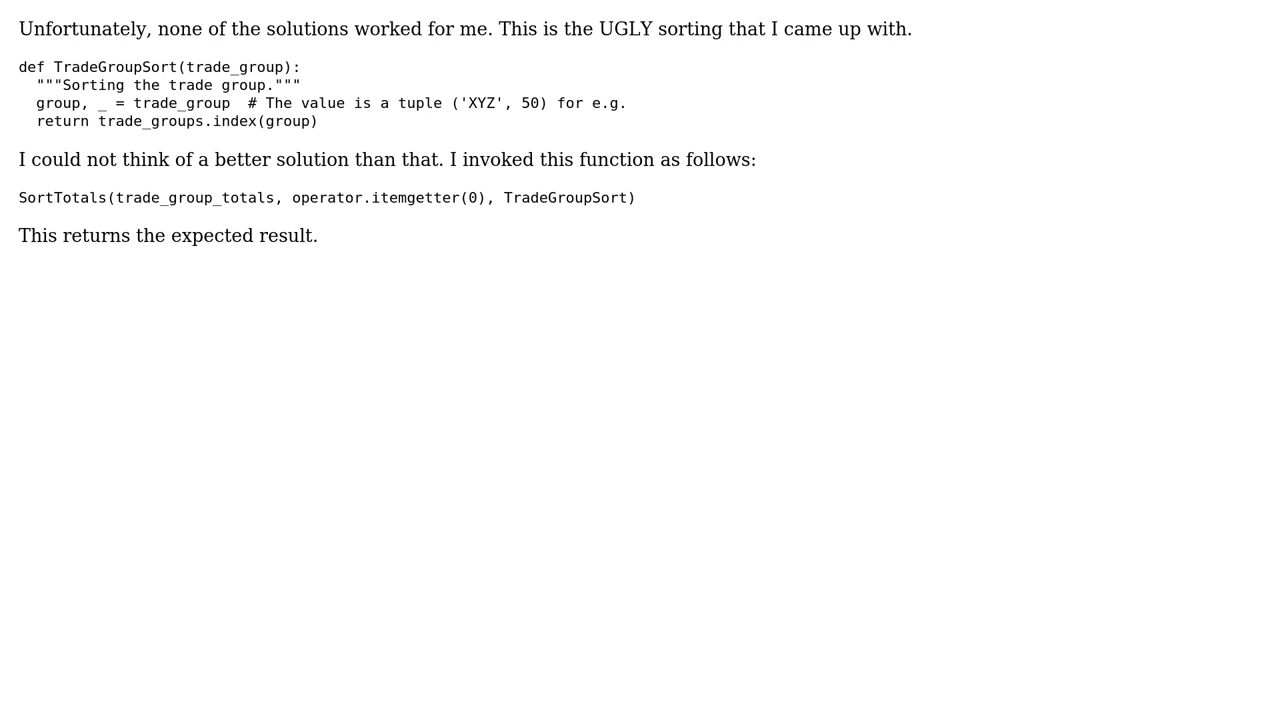 Unfortunately, none of the solutions worked for me. This is the UGLY sorting that I came up with.
def TradeGroupSort(trade_group):
  """Sorting the trade group."""
  group, _ = trade_group  # The value is a tuple ('XYZ', 50) for e.g.
  return trade_groups.index(group)
I could not think of a better solution than that. I invoked this function as follows:
SortTotals(trade_group_totals, operator.itemgetter(0), TradeGroupSort)
This returns the expected result.